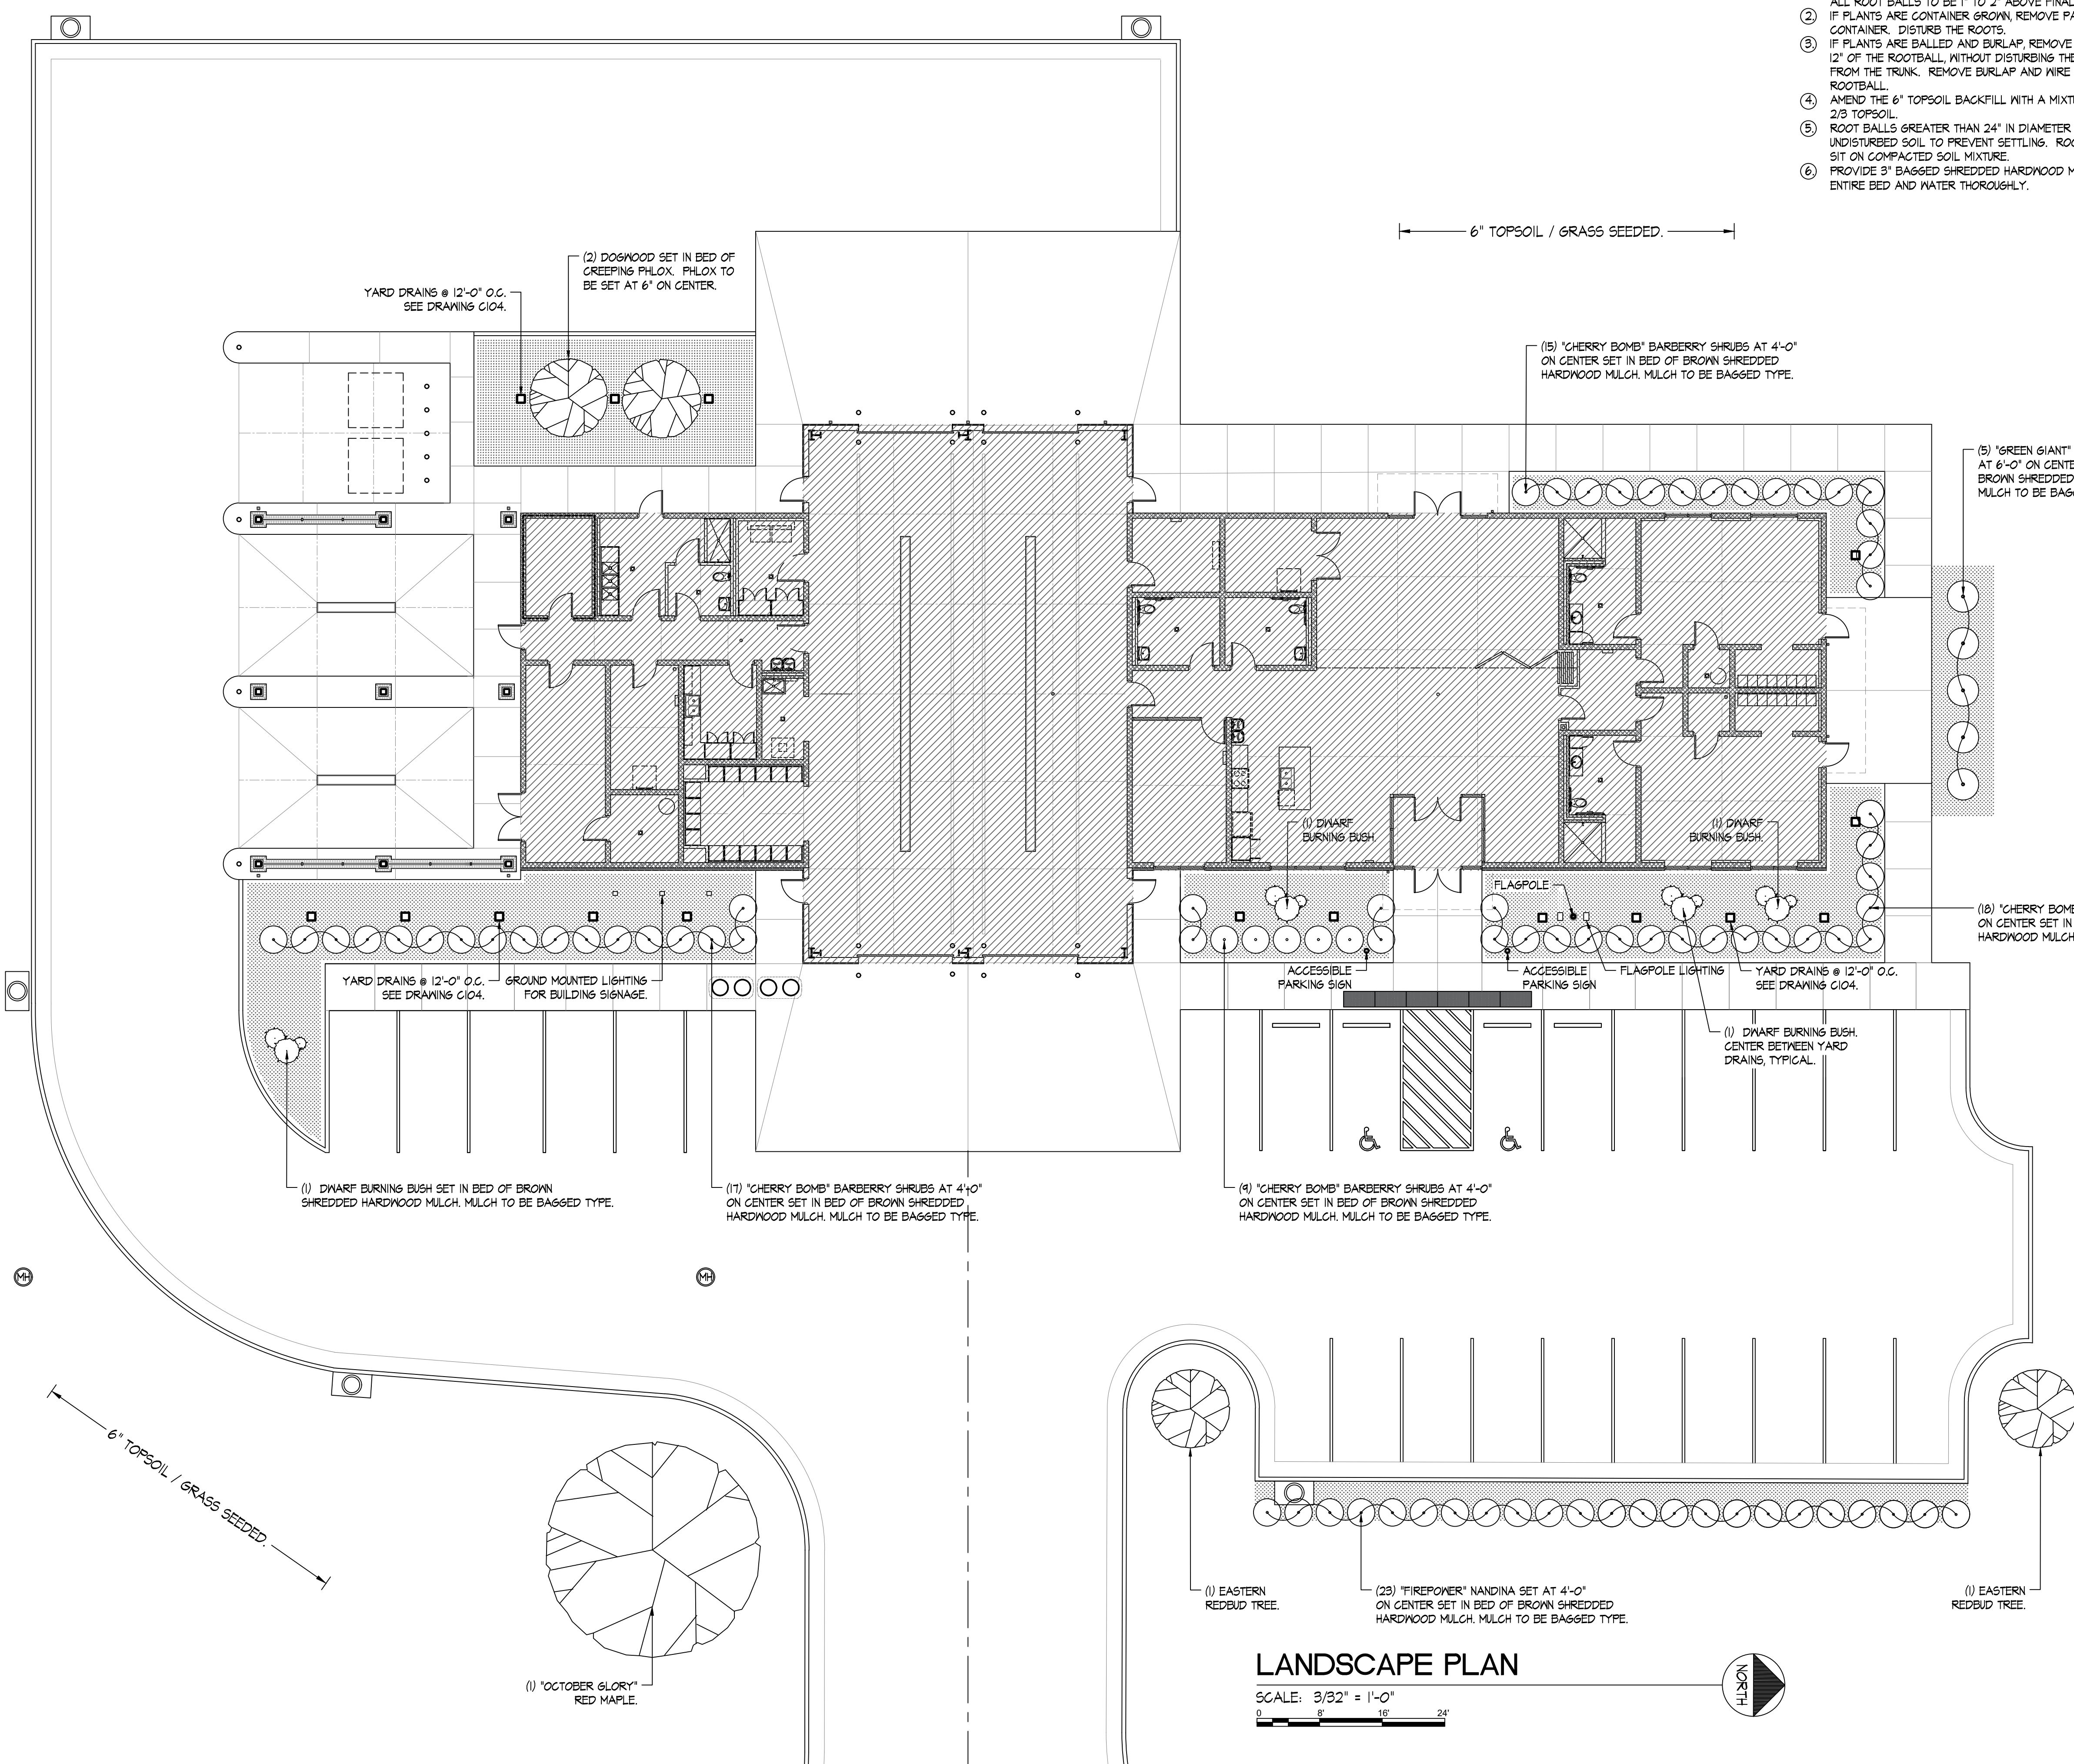 ALL ROOT BALLS TO BE 1" TO 2" ABOVE FINAL
2. IF PLANTS ARE CONTAINER GROWN, REMOVE
CONTAINER. DISTURB THE ROOTS.
3. IF PLANTS ARE BALLED AND BURLAP, REMOVE
12" OF THE ROOTBALL, WITHOUT DISTURBING THE
FROM THE TRUNK. REMOVE BURLAP AND WIRE
ROOTBALL.
4. AMEND THE 6" TOPSOIL BACKFILL WITH A
2/3 TOPSOIL.
5. ROOT BALLS GREATER THAN 24" IN DIAMETER
UNDISTURBED SOIL TO PREVENT SETTLING.
SIT ON COMPACTED SOIL MIXTURE.
6. PROVIDE 3" BAGGED SHREDDED HARDWOOD
ENTIRE BED AND WATER THOROUGHLY.
6" TOPSOIL / GRASS SEEDED.
(2) DOGWOOD SET IN BED OF
CREEPING PHLOX. PHLOX TO
BE SET AT 6" ON CENTER.
YARD DRAINS @ 12'-0" O.C.
SEE DRAWING C104.
(15) "CHERRY BOMB" BARBERRY SHRUBS AT 4'-0"
ON CENTER SET IN BED OF BROWN SHREDDED
HARDWOOD MULCH. MULCH TO BE BAGGED TYPE.
(5) "GREEN GIANT"
AT 6'-0" ON
BROWN SHREDDED
MULCH TO BE
(1) DWARF
BURNING BUSH.
(1) DWARF
BURNING BUSH.
FLAGPOLE
(18) "CHERRY
ON CENTER SET IN
HARDWOOD MULCH
YARD DRAINS @ 12'-0" O.C.
SEE DRAWING C104.
GROUND MOUNTED LIGHTING
FOR BUILDING SIGNAGE.
ACCESSIBLE
PARKING SIGN
ACCESSIBLE
PARKING SIGN
FLAGPOLE LIGHTING
YARD DRAINS @ 12'-0" O.C.
SEE DRAWING C104.
(1) DWARF BURNING BUSH.
CENTER BETWEEN YARD
DRAINS, TYPICAL.
(1) DWARF BURNING BUSH SET IN BED OF BROWN
SHREDDED HARDWOOD MULCH. MULCH TO BE BAGGED TYPE.
(17) "CHERRY BOMB" BARBERRY SHRUBS AT 4'-0"
ON CENTER SET IN BED OF BROWN SHREDDED
HARDWOOD MULCH. MULCH TO BE BAGGED TYPE.
(9) "CHERRY BOMB" BARBERRY SHRUBS AT 4'-0"
ON CENTER SET IN BED OF BROWN SHREDDED
HARDWOOD MULCH. MULCH TO BE BAGGED TYPE.
MH
MH
6" TOPSOIL / GRASS SEEDED.
(1) EASTERN
REDBUD TREE.
(23) "FIREPOWER" NANDINA SET AT 4'-0"
ON CENTER SET IN BED OF BROWN SHREDDED
HARDWOOD MULCH. MULCH TO BE BAGGED TYPE.
(1) EASTERN
REDBUD TREE.
(1) "OCTOBER GLORY"
RED MAPLE.
LANDSCAPE PLAN
SCALE: 3/32" = 1'-0"
0 8' 16' 24'
NORTH